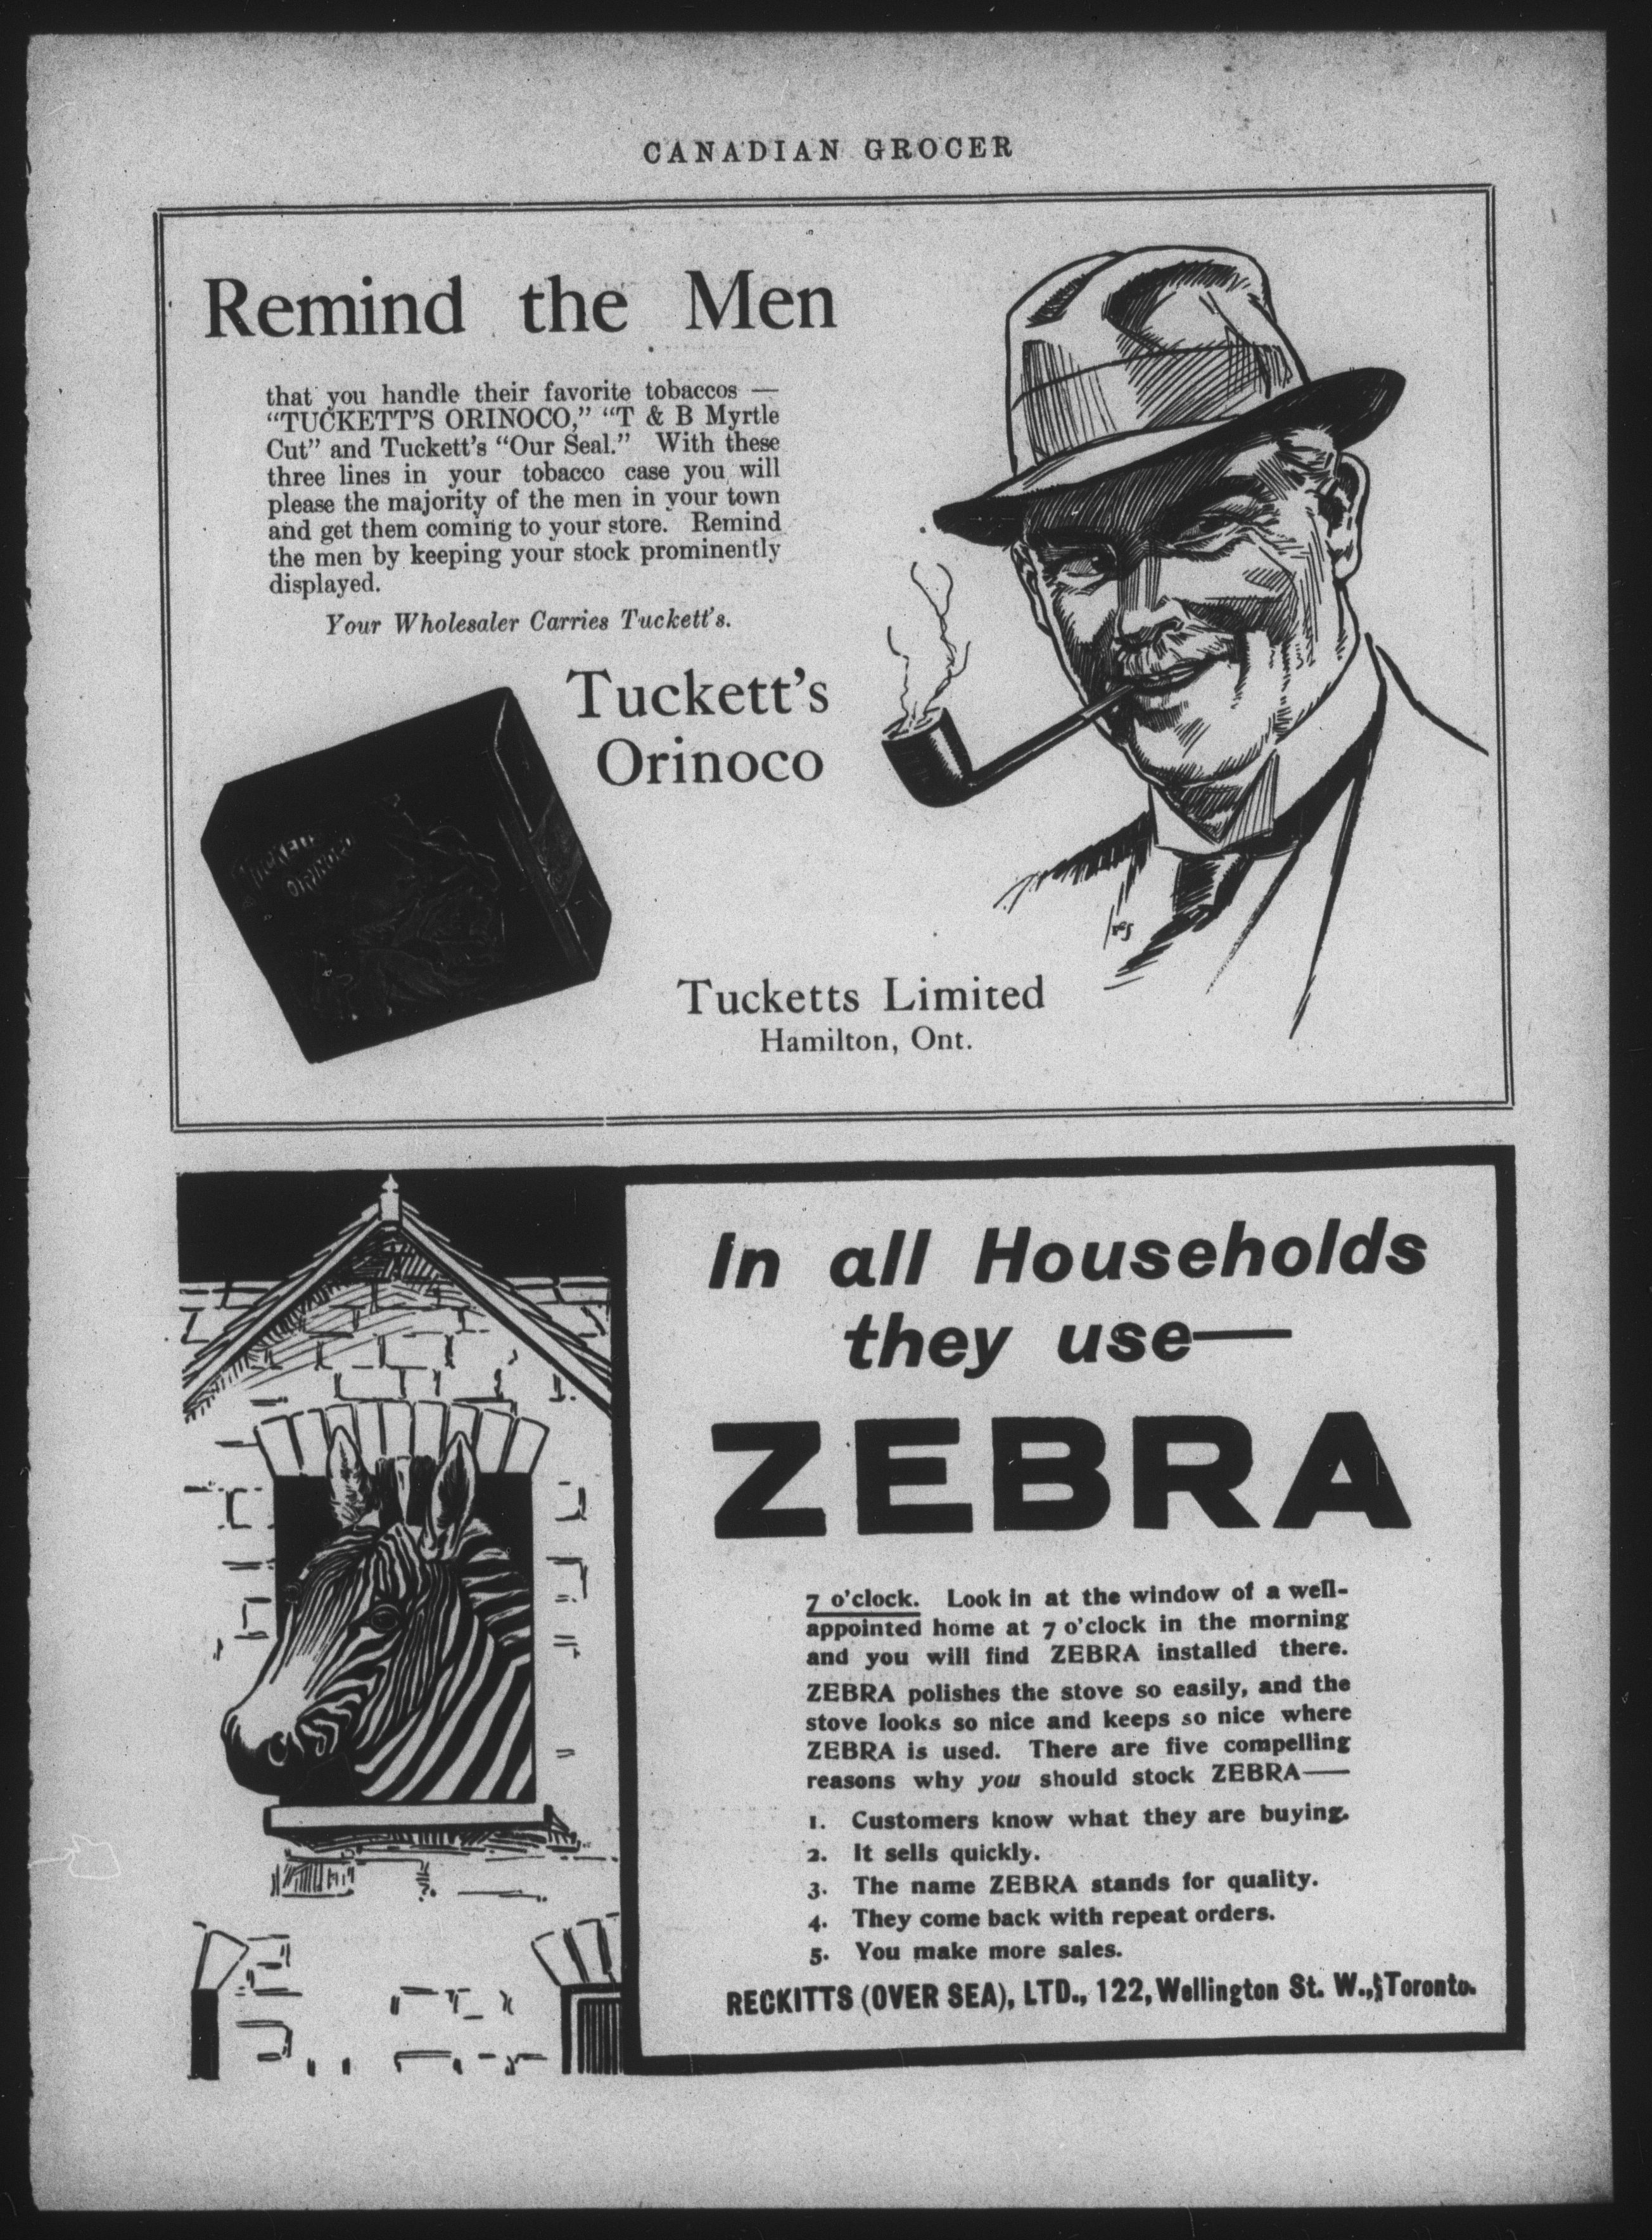 CANADIAN GROCER
Remind the Men
that you handle their favorite tobaccos —
“TUCKETT’S ORINOCO,” “T & B Myrtle
Cut” and Tuckett’s “Our Seal.” With these
three lines in your tobacco case you will
please the majority of the men in your town
and get them coming to your store. Remind
the men by keeping your stock prominently
displayed.
Your Wholesaler Carries Tuckett’s.
Tuckett’s
Orinoco
TUCKETT
ORINOCO
Tucketts Limited
Hamilton, Ont.
In all Households
they use—
ZEBRA
7 o’clock. Look in at the window of a well-
appointed home at 7 o’clock in the morning
and you will find ZEBRA installed there.
ZEBRA polishes the stove so easily, and the
stove looks so nice and keeps so nice where
ZEBRA is used. There are five compelling
reasons why you should stock ZEBRA—
1. Customers know what they are buying.
2. It sells quickly.
3. The name ZEBRA stands for quality.
4. They come back with repeat orders.
5. You make more sales.
RECKITTS (OVER SEA), LTD., 122, Wellington St. W., Toronto.